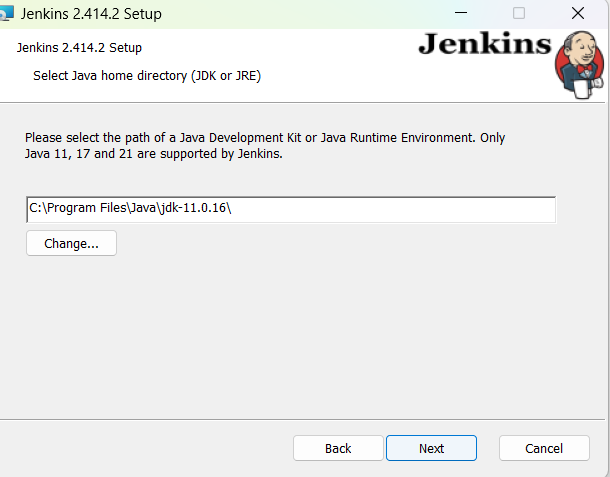 Jenkins 2.414.2 Setup
Jenkins 2.414.2 Setup
Jenkins
Select Java home directory (JDK or JRE)
Please select the path of a Java Development Kit or Java Runtime Environment. Only
Java 11, 17 and 21 are supported by Jenkins.
C:\Program Files\Java\jdk-11.0.16\
Change...
Back
Next
Cancel